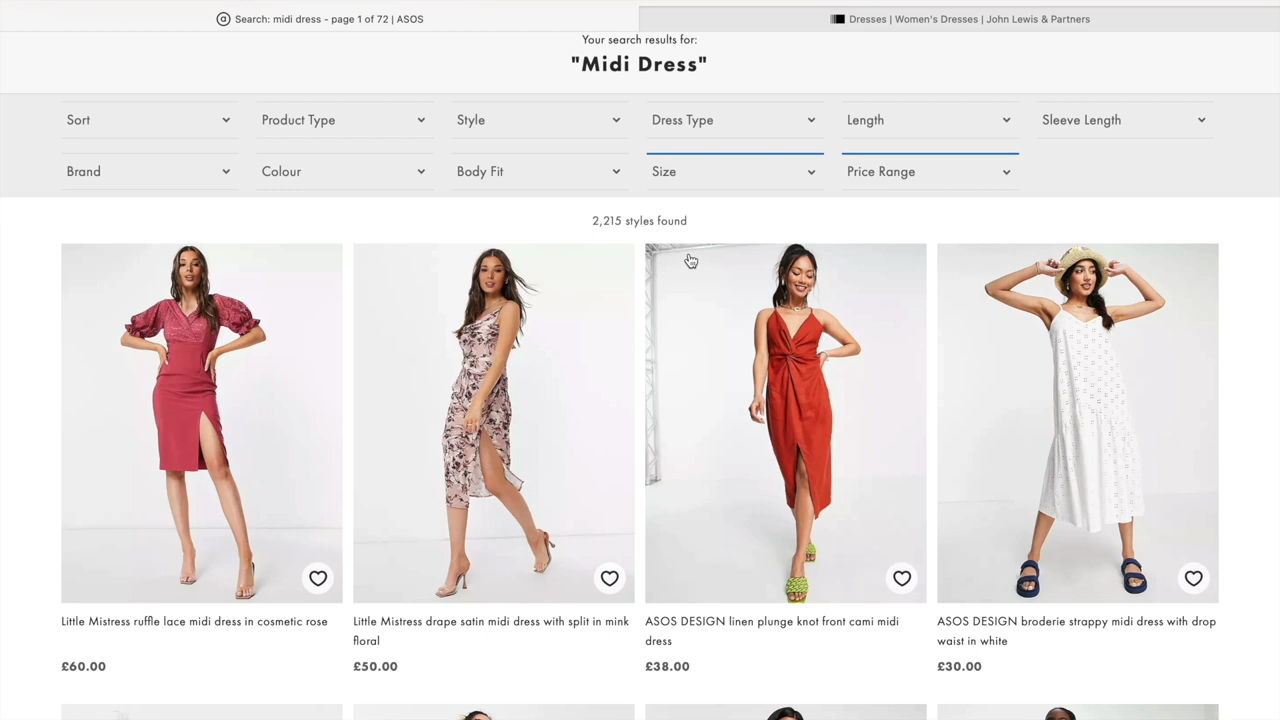 Search: midi dress - page 1 of 72 | ASOS
Dresses | Women's Dresses | John Lewis & Partners
Your search results for:
"Midi Dress"
Sort
Product Type
Style
Dress Type
Length
Sleeve Length
Brand
Colour
Body Fit
Size
Price Range
2,215 styles found
Little Mistress ruffle lace midi dress in cosmetic rose
£60.00
Little Mistress drape satin midi dress with split in mink
floral
£50.00
ASOS DESIGN linen plunge knot front cami midi
dress
£38.00
ASOS DESIGN broderie strappy midi dress with drop
waist in white
£30.00